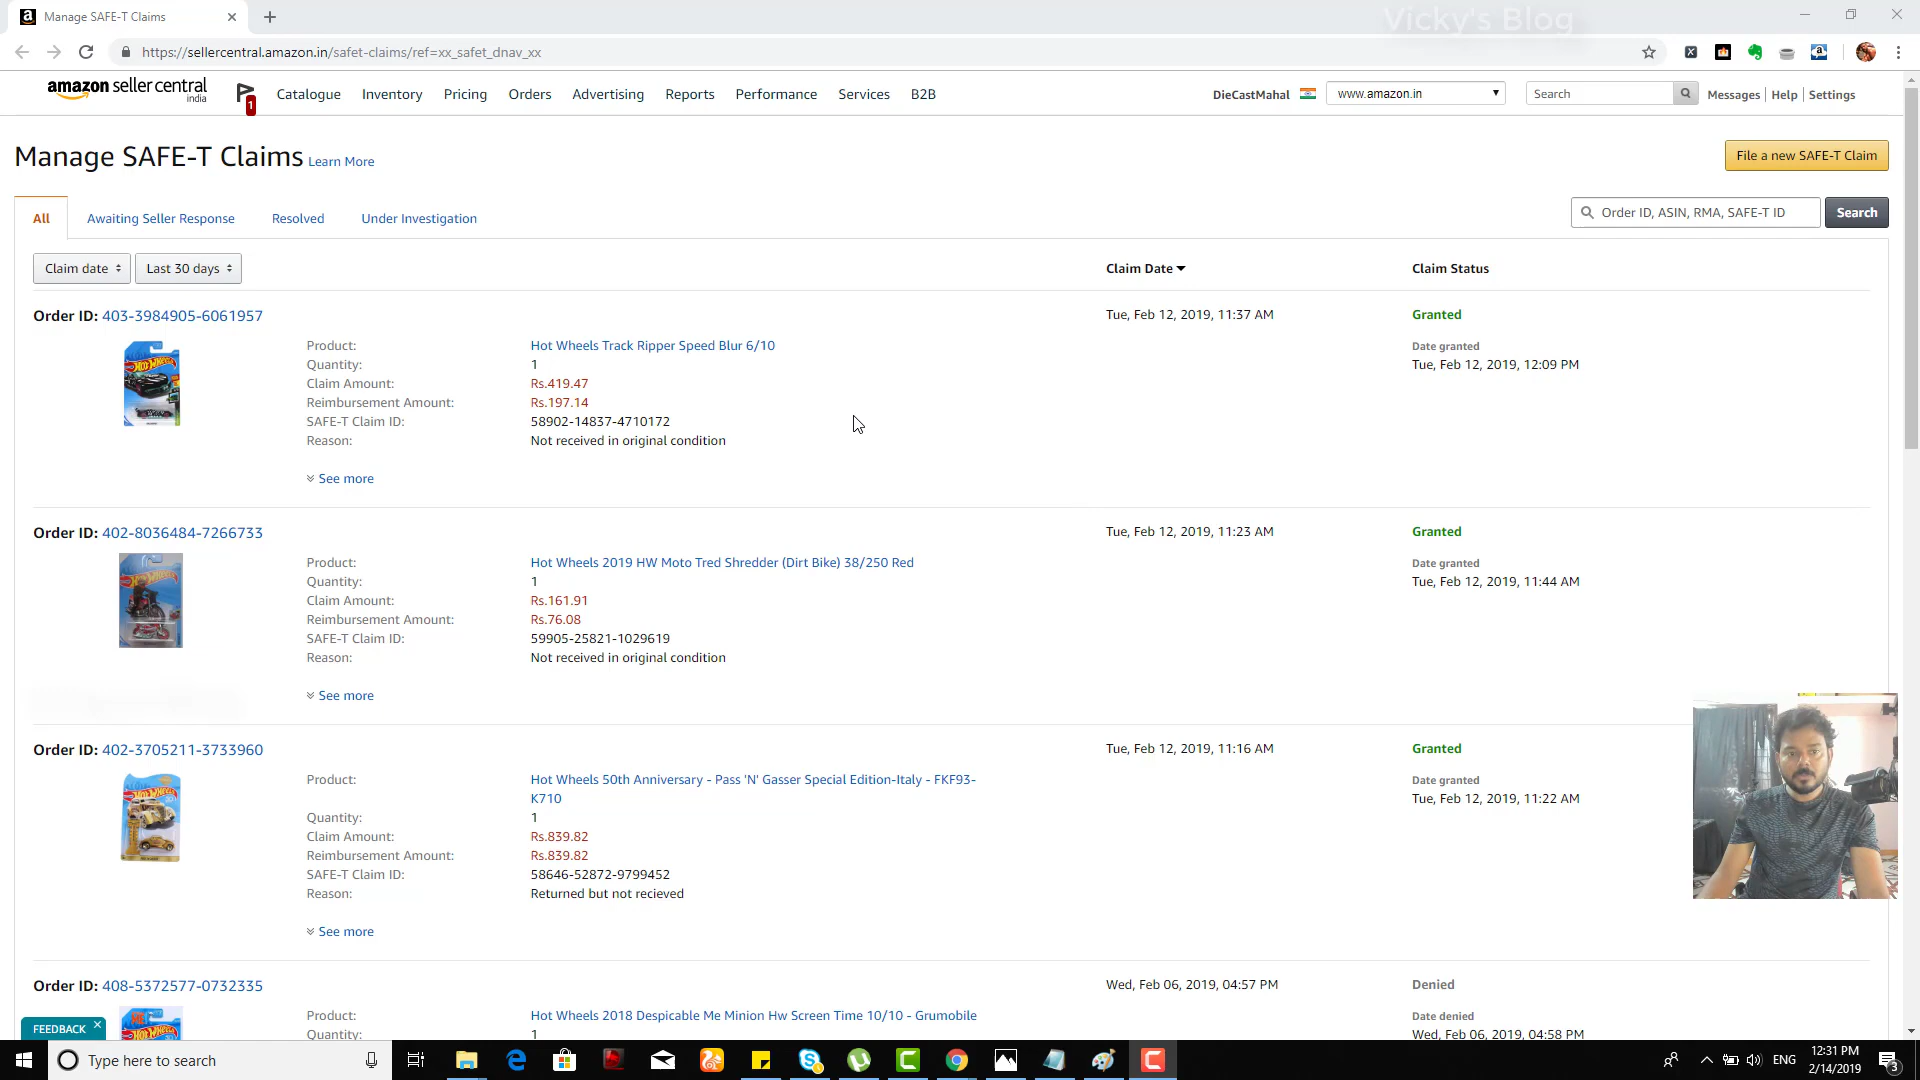 Manage SAFE-T Claims
Vicky's Blog
https://sellercentral.amazon.in/safet-claims/ref=xx_safet_dnav_xx
amazon seller central
india
1
Catalogue Inventory Pricing Orders Advertising Reports Performance Services B2B
DieCastMahal www.amazon.in Search Messages Help Settings
Manage SAFE-T Claims Learn More
File a new SAFE-T Claim
All Awaiting Seller Response Resolved Under Investigation
Order ID, ASIN, RMA, SAFE-T ID Search
Claim date Last 30 days Claim Date Claim Status
Order ID: 403-3984905-6061957 Tue, Feb 12, 2019, 11:37 AM Granted
Product: Hot Wheels Track Ripper Speed Blur 6/10 Date granted
Quantity: 1 Tue, Feb 12, 2019, 12:09 PM
Claim Amount: Rs.419.47
Reimbursement Amount: Rs.197.14
SAFE-T Claim ID: 58902-14837-4710172
Reason: Not received in original condition
See more
Order ID: 402-8036484-7266733 Tue, Feb 12, 2019, 11:23 AM Granted
Product: Hot Wheels 2019 HW Moto Tred Shredder (Dirt Bike) 38/250 Red Date granted
Quantity: 1 Tue, Feb 12, 2019, 11:44 AM
Claim Amount: Rs.161.91
Reimbursement Amount: Rs.76.08
SAFE-T Claim ID: 59905-25821-1029619
Reason: Not received in original condition
See more
Order ID: 402-3705211-3733960 Tue, Feb 12, 2019, 11:16 AM Granted
Product: Hot Wheels 50th Anniversary - Pass 'N' Gasser Special Edition-Italy - FKF93- Date granted
K710 Tue, Feb 12, 2019, 11:22 AM
Quantity: 1
Claim Amount: Rs.839.82
Reimbursement Amount: Rs.839.82
SAFE-T Claim ID: 58646-52872-9799452
Reason: Returned but not recieved
See more
Order ID: 408-5372577-0732335 Wed, Feb 06, 2019, 04:57 PM Denied
Product: Hot Wheels 2018 Despicable Me Minion Hw Screen Time 10/10 - Grumobile Date denied
Quantity: 1 Wed, Feb 06, 2019, 04:58 PM
FEEDBACK
Type here to search
ENG 12:31 PM
2/14/2019
3